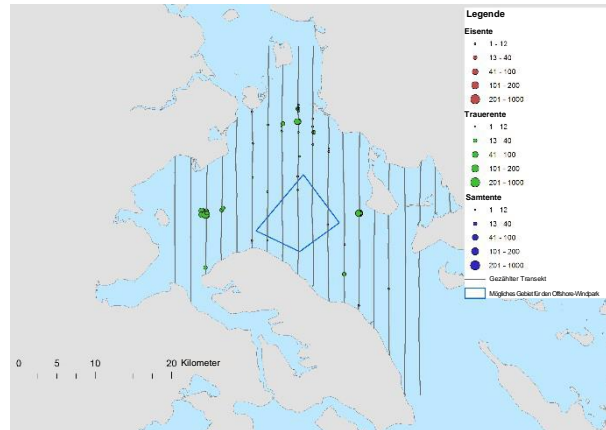 Legende
Eisente
1 - 12
13 - 40
41 - 100
101 - 200
201 - 1000
Trauerente
1 - 12
13 - 40
41 - 100
101 - 200
201 - 1000
Samtente
1 - 12
13 - 40
41 - 100
101 - 200
201 - 1000
Gezählter Transekt
Mögliches Gebiet für den Offshore-Windpark
0 5 10 20 Kilometer